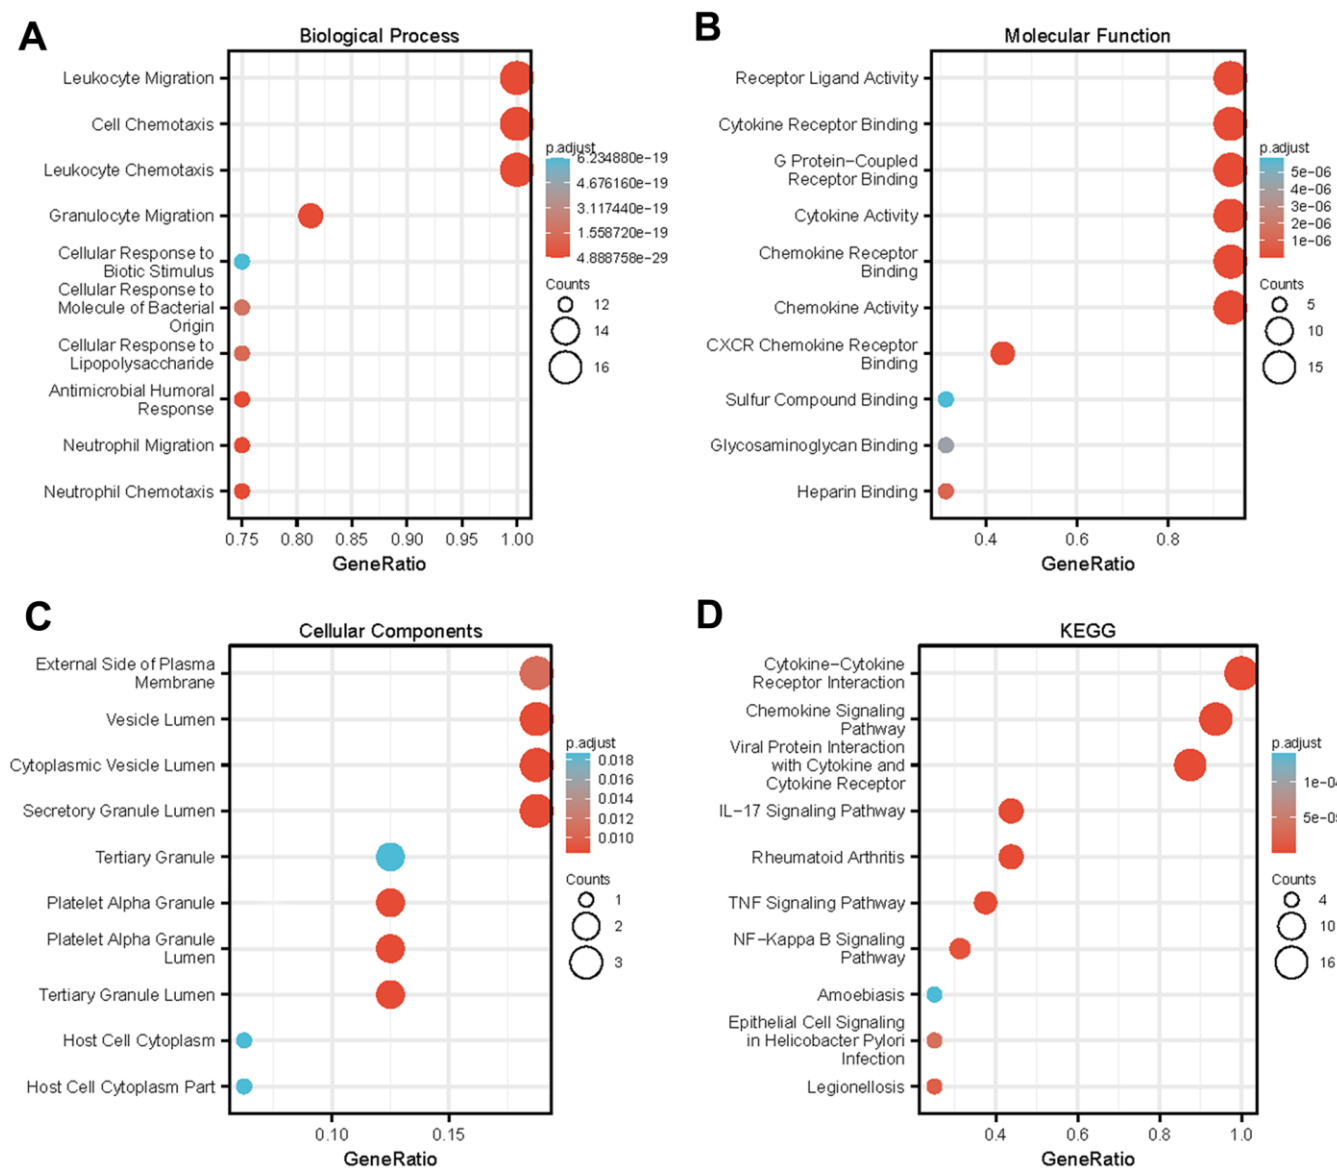 A
Biological Process
Leukocyte Migration
Cell Chemotaxis
Leukocyte Chemotaxis
Granulocyte Migration
Cellular Response to
Biotic Stimulus
Cellular Response to
Molecule of Bacterial
Origin
Cellular Response to
Lipopolysaccharide
Antimicrobial Humoral
Response
Neutrophil Migration
Neutrophil Chemotaxis
0.75 0.80 0.85 0.90 0.95 1.00
GeneRatio
p.adjust
6.234880e-19
4.676160e-19
3.117440e-19
1.558720e-19
4.888758e-29
Counts
12
14
16
B
Molecular Function
Receptor Ligand Activity
Cytokine Receptor Binding
G Protein-Coupled
Receptor Binding
Cytokine Activity
Chemokine Receptor
Binding
Chemokine Activity
CXCR Chemokine Receptor
Binding
Sulfur Compound Binding
Glycosaminoglycan Binding
Heparin Binding
0.4 0.6 0.8
GeneRatio
p.adjust
5e-06
4e-06
3e-06
2e-06
1e-06
Counts
5
10
15
C
Cellular Components
External Side of Plasma
Membrane
Vesicle Lumen
Cytoplasmic Vesicle Lumen
Secretory Granule Lumen
Tertiary Granule
Platelet Alpha Granule
Platelet Alpha Granule
Lumen
Tertiary Granule Lumen
Host Cell Cytoplasm
Host Cell Cytoplasm Part
0.10 0.15
GeneRatio
p.adjust
0.018
0.016
0.014
0.012
0.010
Counts
1
2
3
D
KEGG
Cytokine-Cytokine
Receptor Interaction
Chemokine Signaling
Pathway
Viral Protein Interaction
with Cytokine and
Cytokine Receptor
IL-17 Signaling Pathway
Rheumatoid Arthritis
TNF Signaling Pathway
NF-Kappa B Signaling
Pathway
Amoebiasis
Epithelial Cell Signaling
in Helicobacter Pylori
Infection
Legionellosis
0.4 0.6 0.8 1.0
GeneRatio
p.adjust
Counts
4
10
16